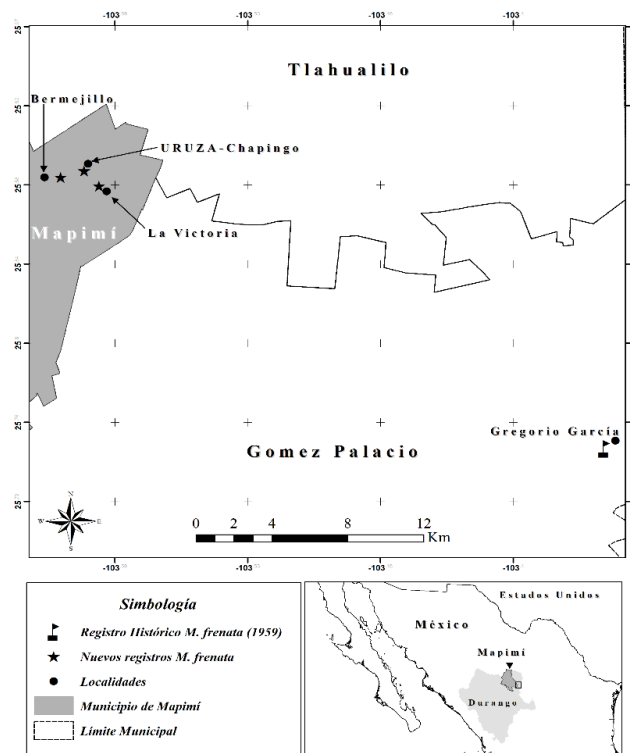 -103
-103
-103
-103
Tlahualilo
Bermejillo
URUZA-Chapingo
Mapimí
La Victoria
Gregorio García
Gomez Palacio
N
W
E
S
0 2 4 8 12
Km
-103
-103
-103
-103
Simbología
Registro Histórico M. frenata (1959)
Nuevos registros M. frenata
Localidades
Municipio de Mapimí
Límite Municipal
Estados Unidos
México
Mapimí
Durango